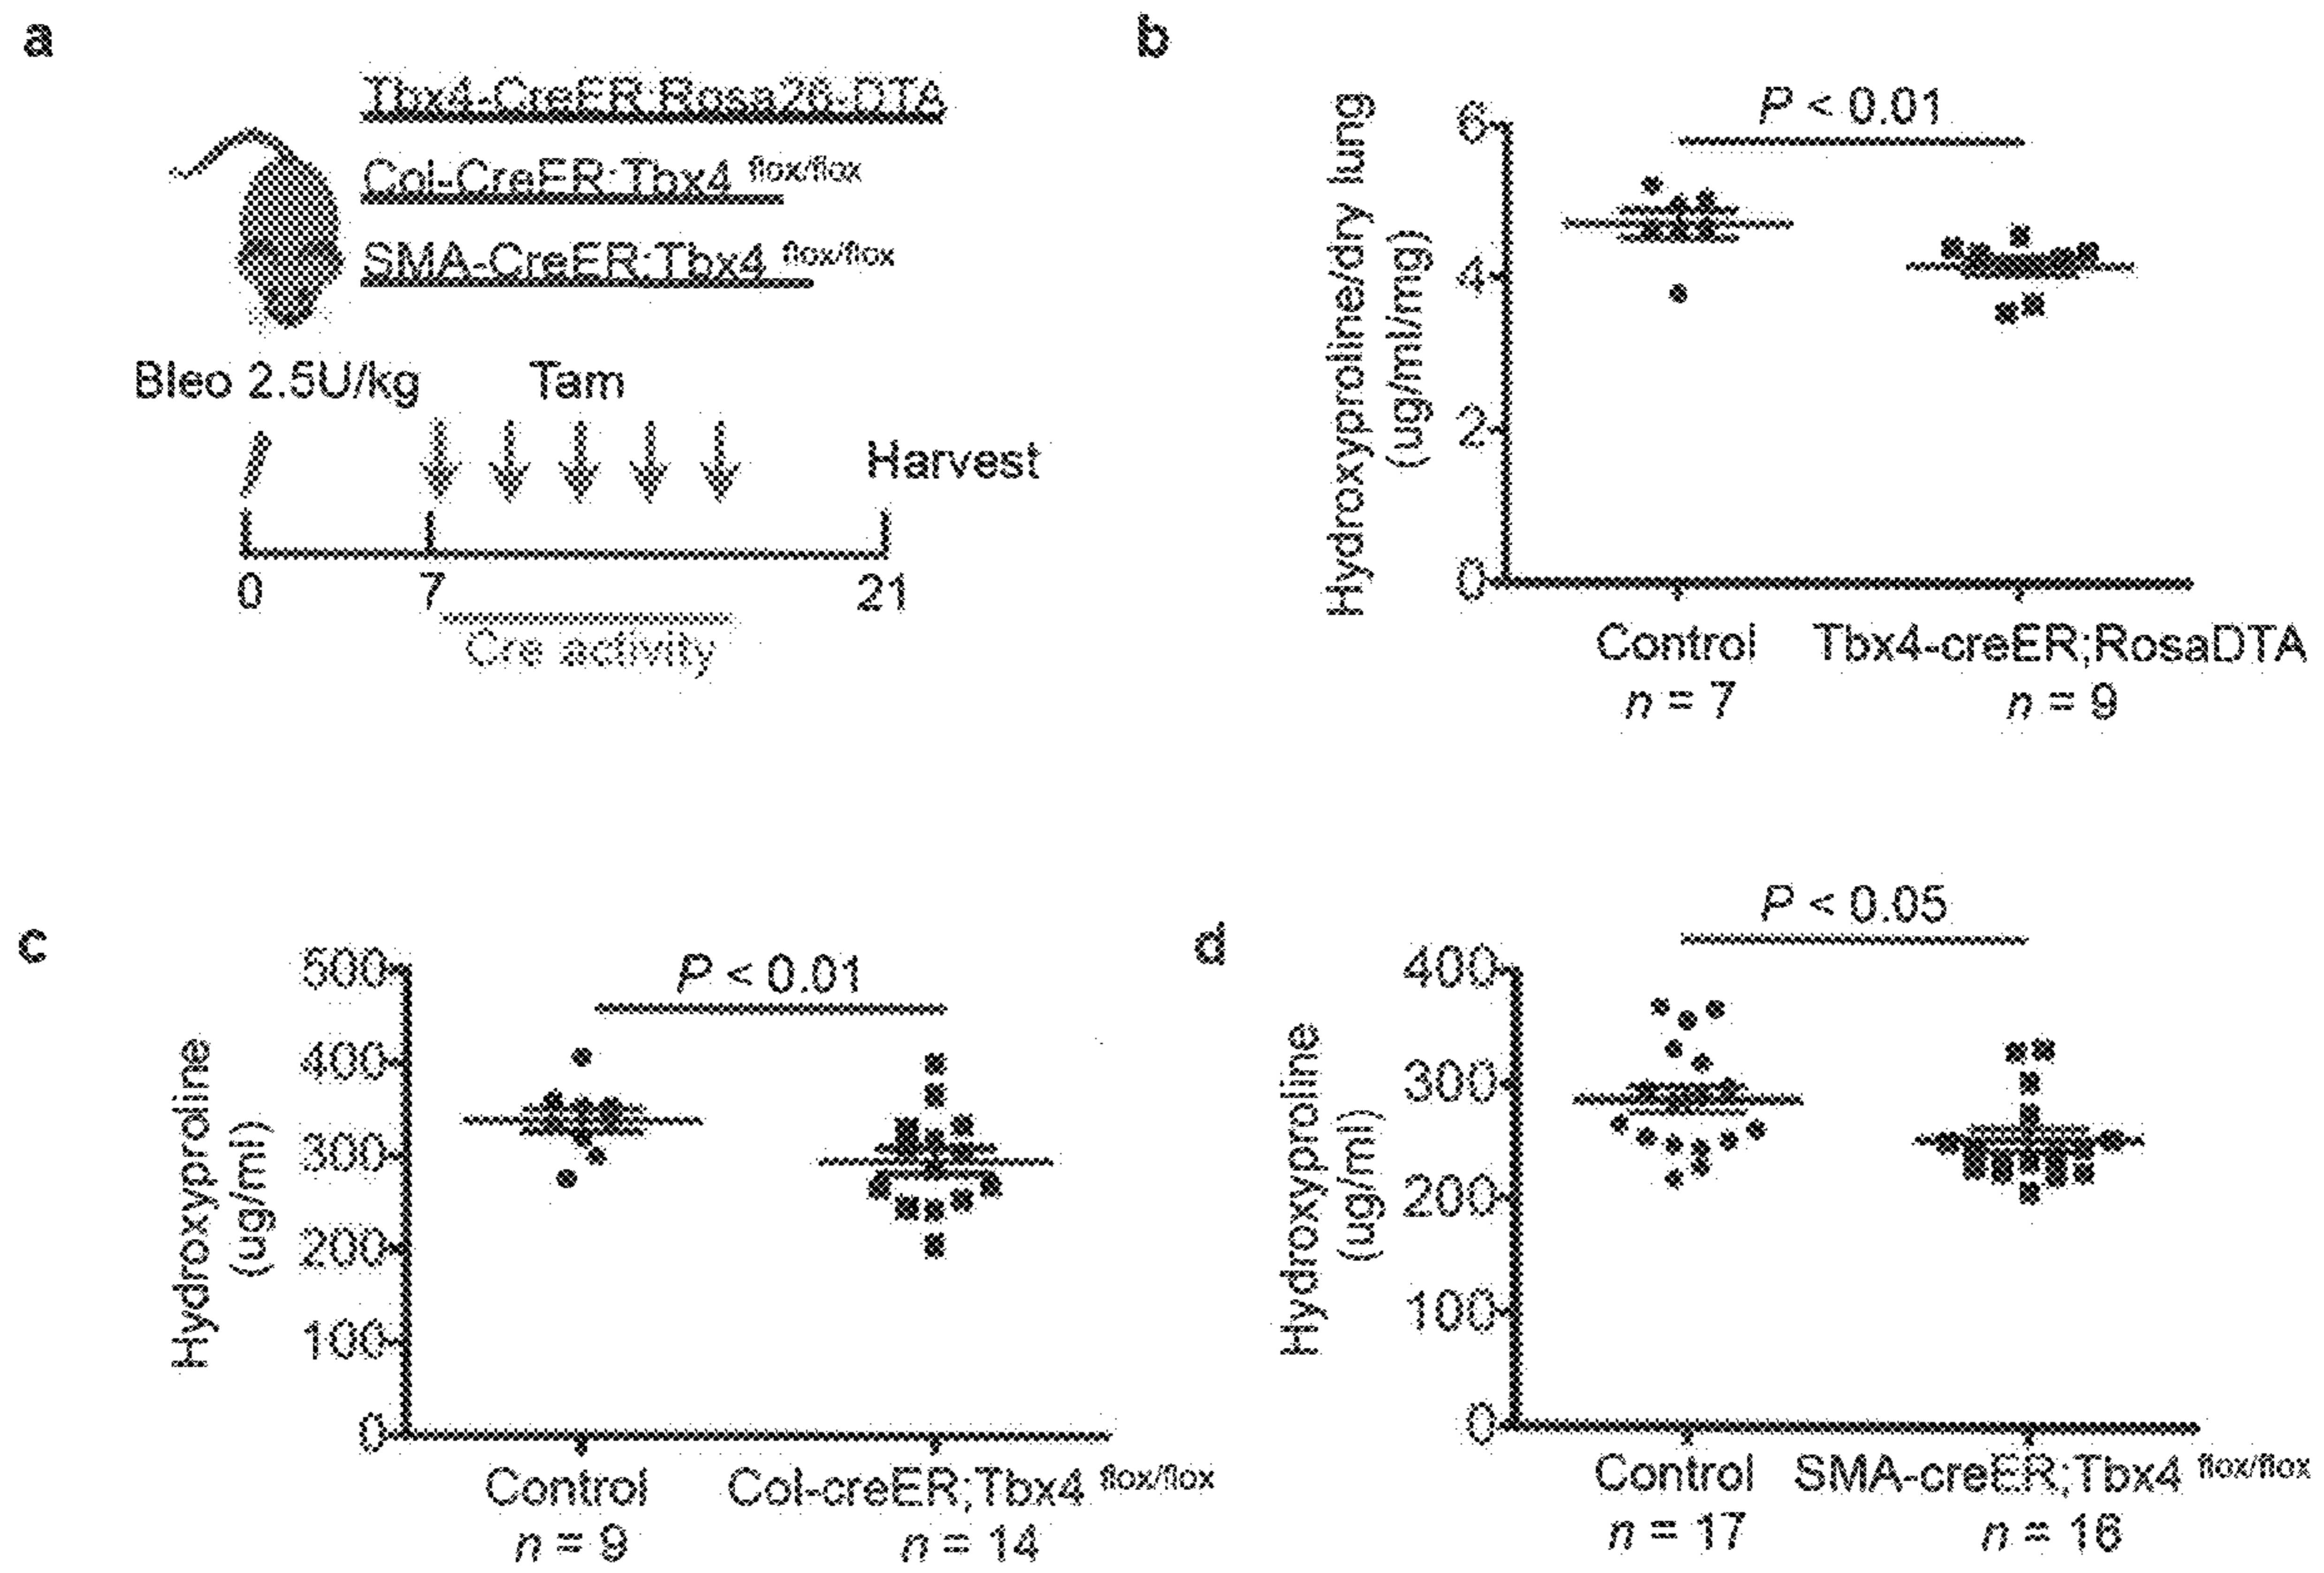 a
Tbx4-CreER:Rosa26-DTA
Col-CreER:Tbx4 flox/flox
SMA-CreER:Tbx4 flox/flox
Bleo 2.5U/kg
Tam
Harvest
0
7
21
Cre activity
b
P < 0.01
Hydroxyproline/dry lung
(ug/ml/mg)
6
4
2
0
Control
Tbx4-creER;RosaDTA
n = 7
n = 9
c
P < 0.01
Hydroxyproline
(ug/ml)
500
400
300
200
100
0
Control
Col-creER;Tbx4 flox/flox
n = 9
n = 14
d
P < 0.05
Hydroxyproline
(ug/ml)
400
300
200
100
0
Control
SMA-creER;Tbx4 flox/flox
n = 17
n = 16